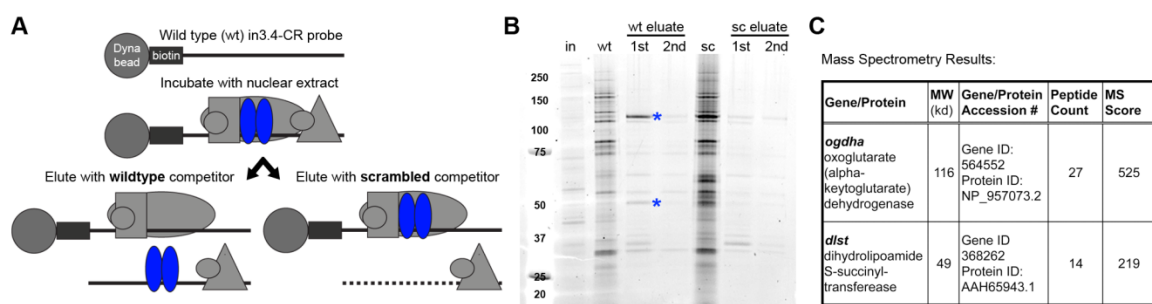 A
Dyna
bead
biotin
Wild type (wt) in3.4-CR probe
Incubate with nuclear extract
Elute with wildtype competitor
Elute with scrambled competitor
B
wt eluate
sc eluate
in
wt
1st
2nd
sc
1st
2nd
250
150
100
75
50
37
25
20
*
*
C
Mass Spectrometry Results:
Gene/Protein
MW
(kd)
Gene/Protein
Accession #
Peptide
Count
MS
Score
ogdha
oxoglutarate
(alpha-
keytoglutarate)
dehydrogenase
116
Gene ID:
564552
Protein ID:
NP_957073.2
27
525
dlst
dihydrolipoamide
S-succinyl-
transferease
49
Gene ID
368262
Protein ID:
AAH65943.1
14
219